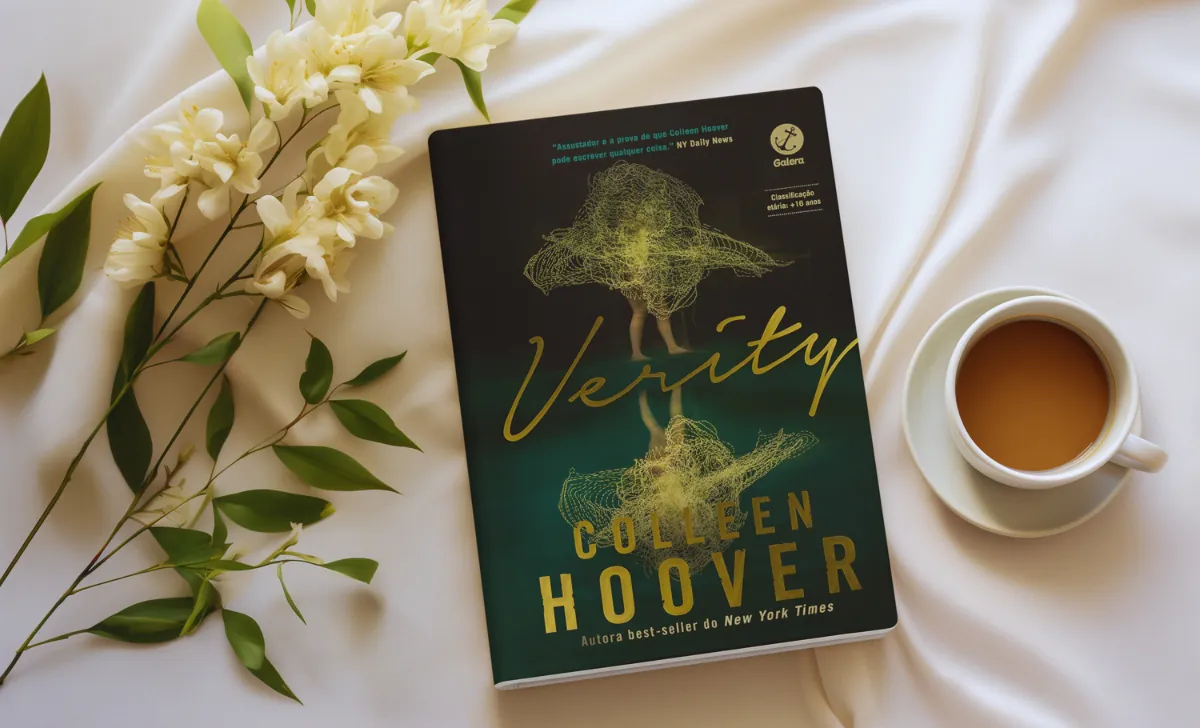 "Assustador e a prova de que Colleen Hoover
pode escrever qualquer coisa." NY Daily News
Galera
Classificação
etária: +16 anos
Verity
COLLEEN
HOOVER
Autora best-seller do New York Times